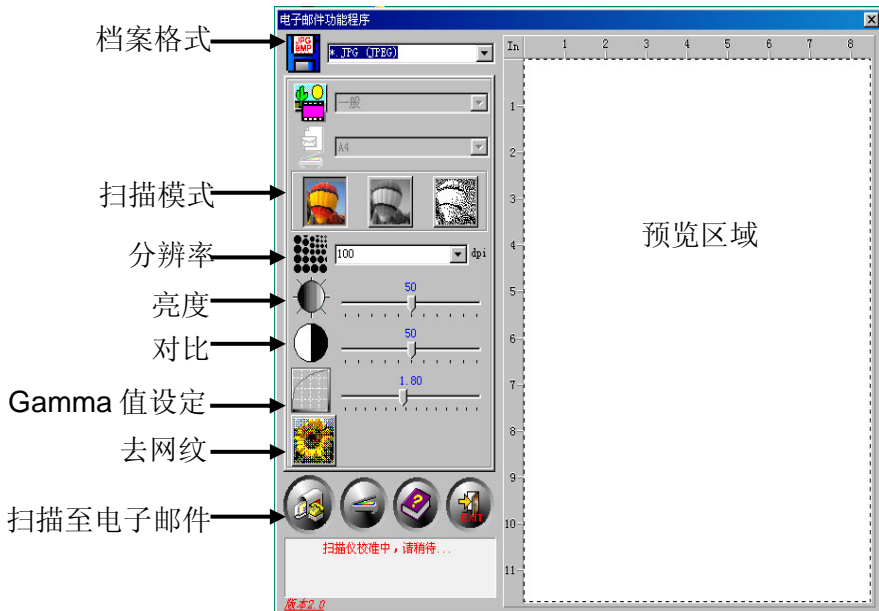 电子邮件功能程序
档案格式
JPG
BMP
*.JPG (JPEG)
一般
A4
扫描模式
分辨率
100
dpi
亮度
50
对比
50
Gamma 值设定
1.80
去网纹
扫描至电子邮件
?
EXIT
扫描仪校准中，请稍待...
版本2.0
In
1 2 3 4 5 6 7 8
1
2
3
4
5
6
7
8
9
10
11
预览区域